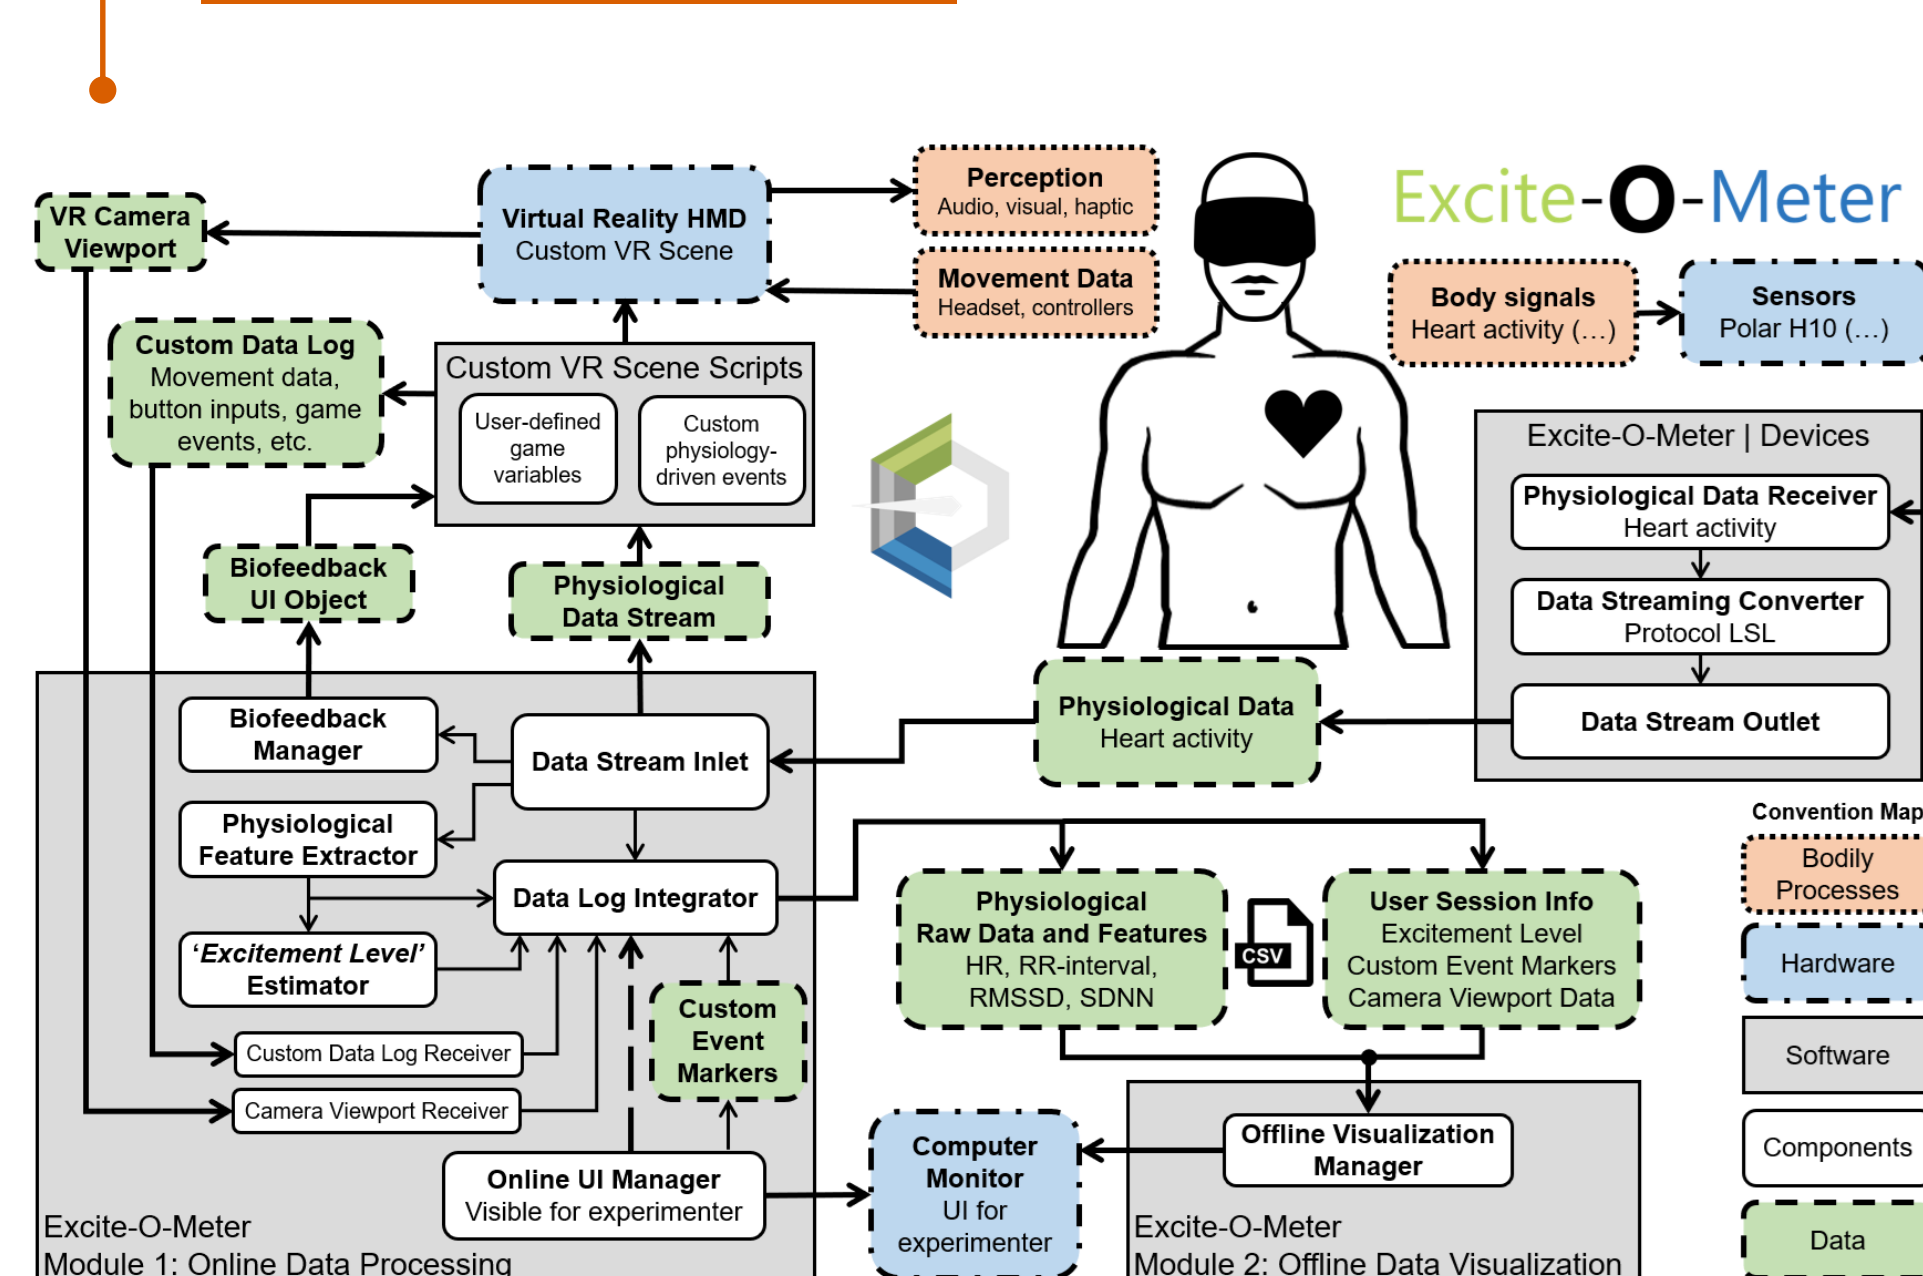 Excite-O-Meter
Perception
Audio, visual, haptic
VR Camera
Viewport
Virtual Reality HMD
Custom VR Scene
Movement Data
Headset, controllers
Body signals
Heart activity (...)
Sensors
Polar H10 (...)
Custom Data Log
Movement data,
button inputs, game
events, etc.
Custom VR Scene Scripts
User-defined
game
variables
Custom
physiology-
driven events
Excite-O-Meter | Devices
Physiological Data Receiver
Heart activity
Data Streaming Converter
Protocol LSL
Data Stream Outlet
Biofeedback
UI Object
Physiological
Data Stream
Physiological Data
Heart activity
Biofeedback
Manager
Data Stream Inlet
Physiological
Feature Extractor
Data Log Integrator
‘Excitement Level’
Estimator
Custom Data Log Receiver
Camera Viewport Receiver
Custom
Event
Markers
Online UI Manager
Visible for experimenter
Excite-O-Meter
Module 1: Online Data Processing
Physiological
Raw Data and Features
HR, RR-interval,
RMSSD, SDNN
CSV
User Session Info
Excitement Level
Custom Event Markers
Camera Viewport Data
Computer
Monitor
UI for
experimenter
Offline Visualization
Manager
Excite-O-Meter
Module 2: Offline Data Visualization
Convention Map
Bodily
Processes
Hardware
Software
Components
Data